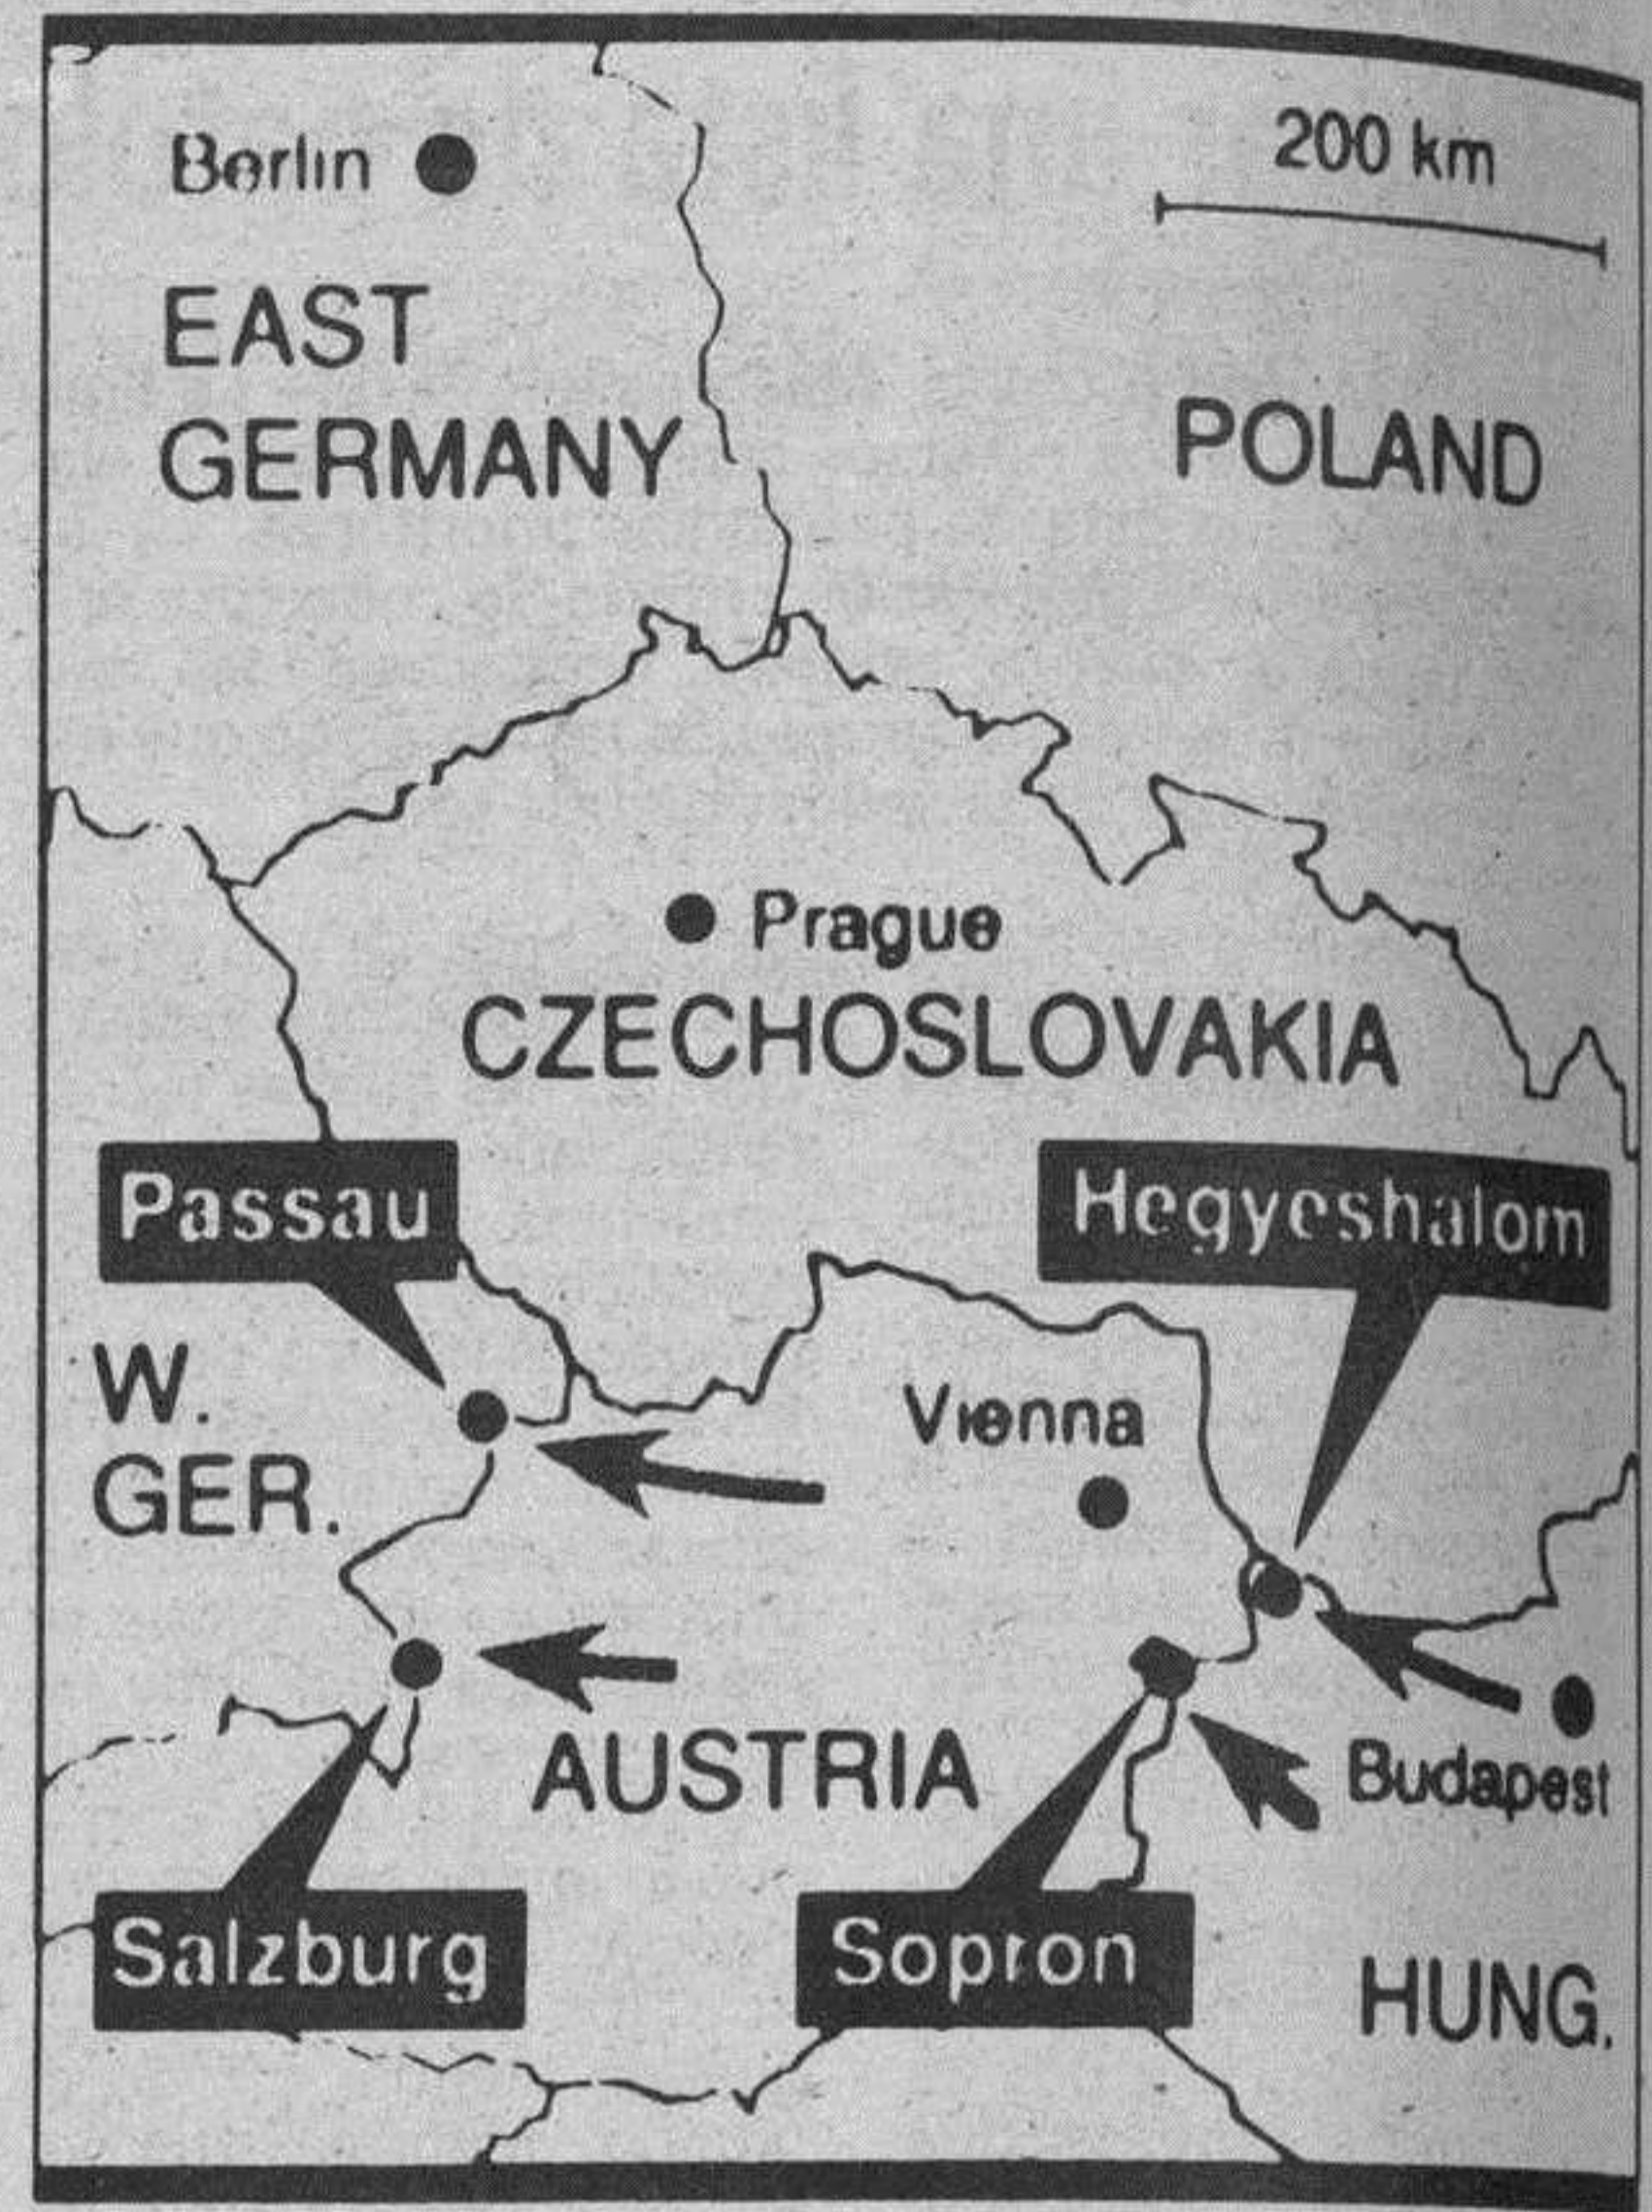 Berlin
200 km
EAST
GERMANY
POLAND
Prague
CZECHOSLOVAKIA
Passau
Hegyeshalom
W.
GER.
Vienna
AUSTRIA
Budapest
Salzburg
Sopron
HUNG.